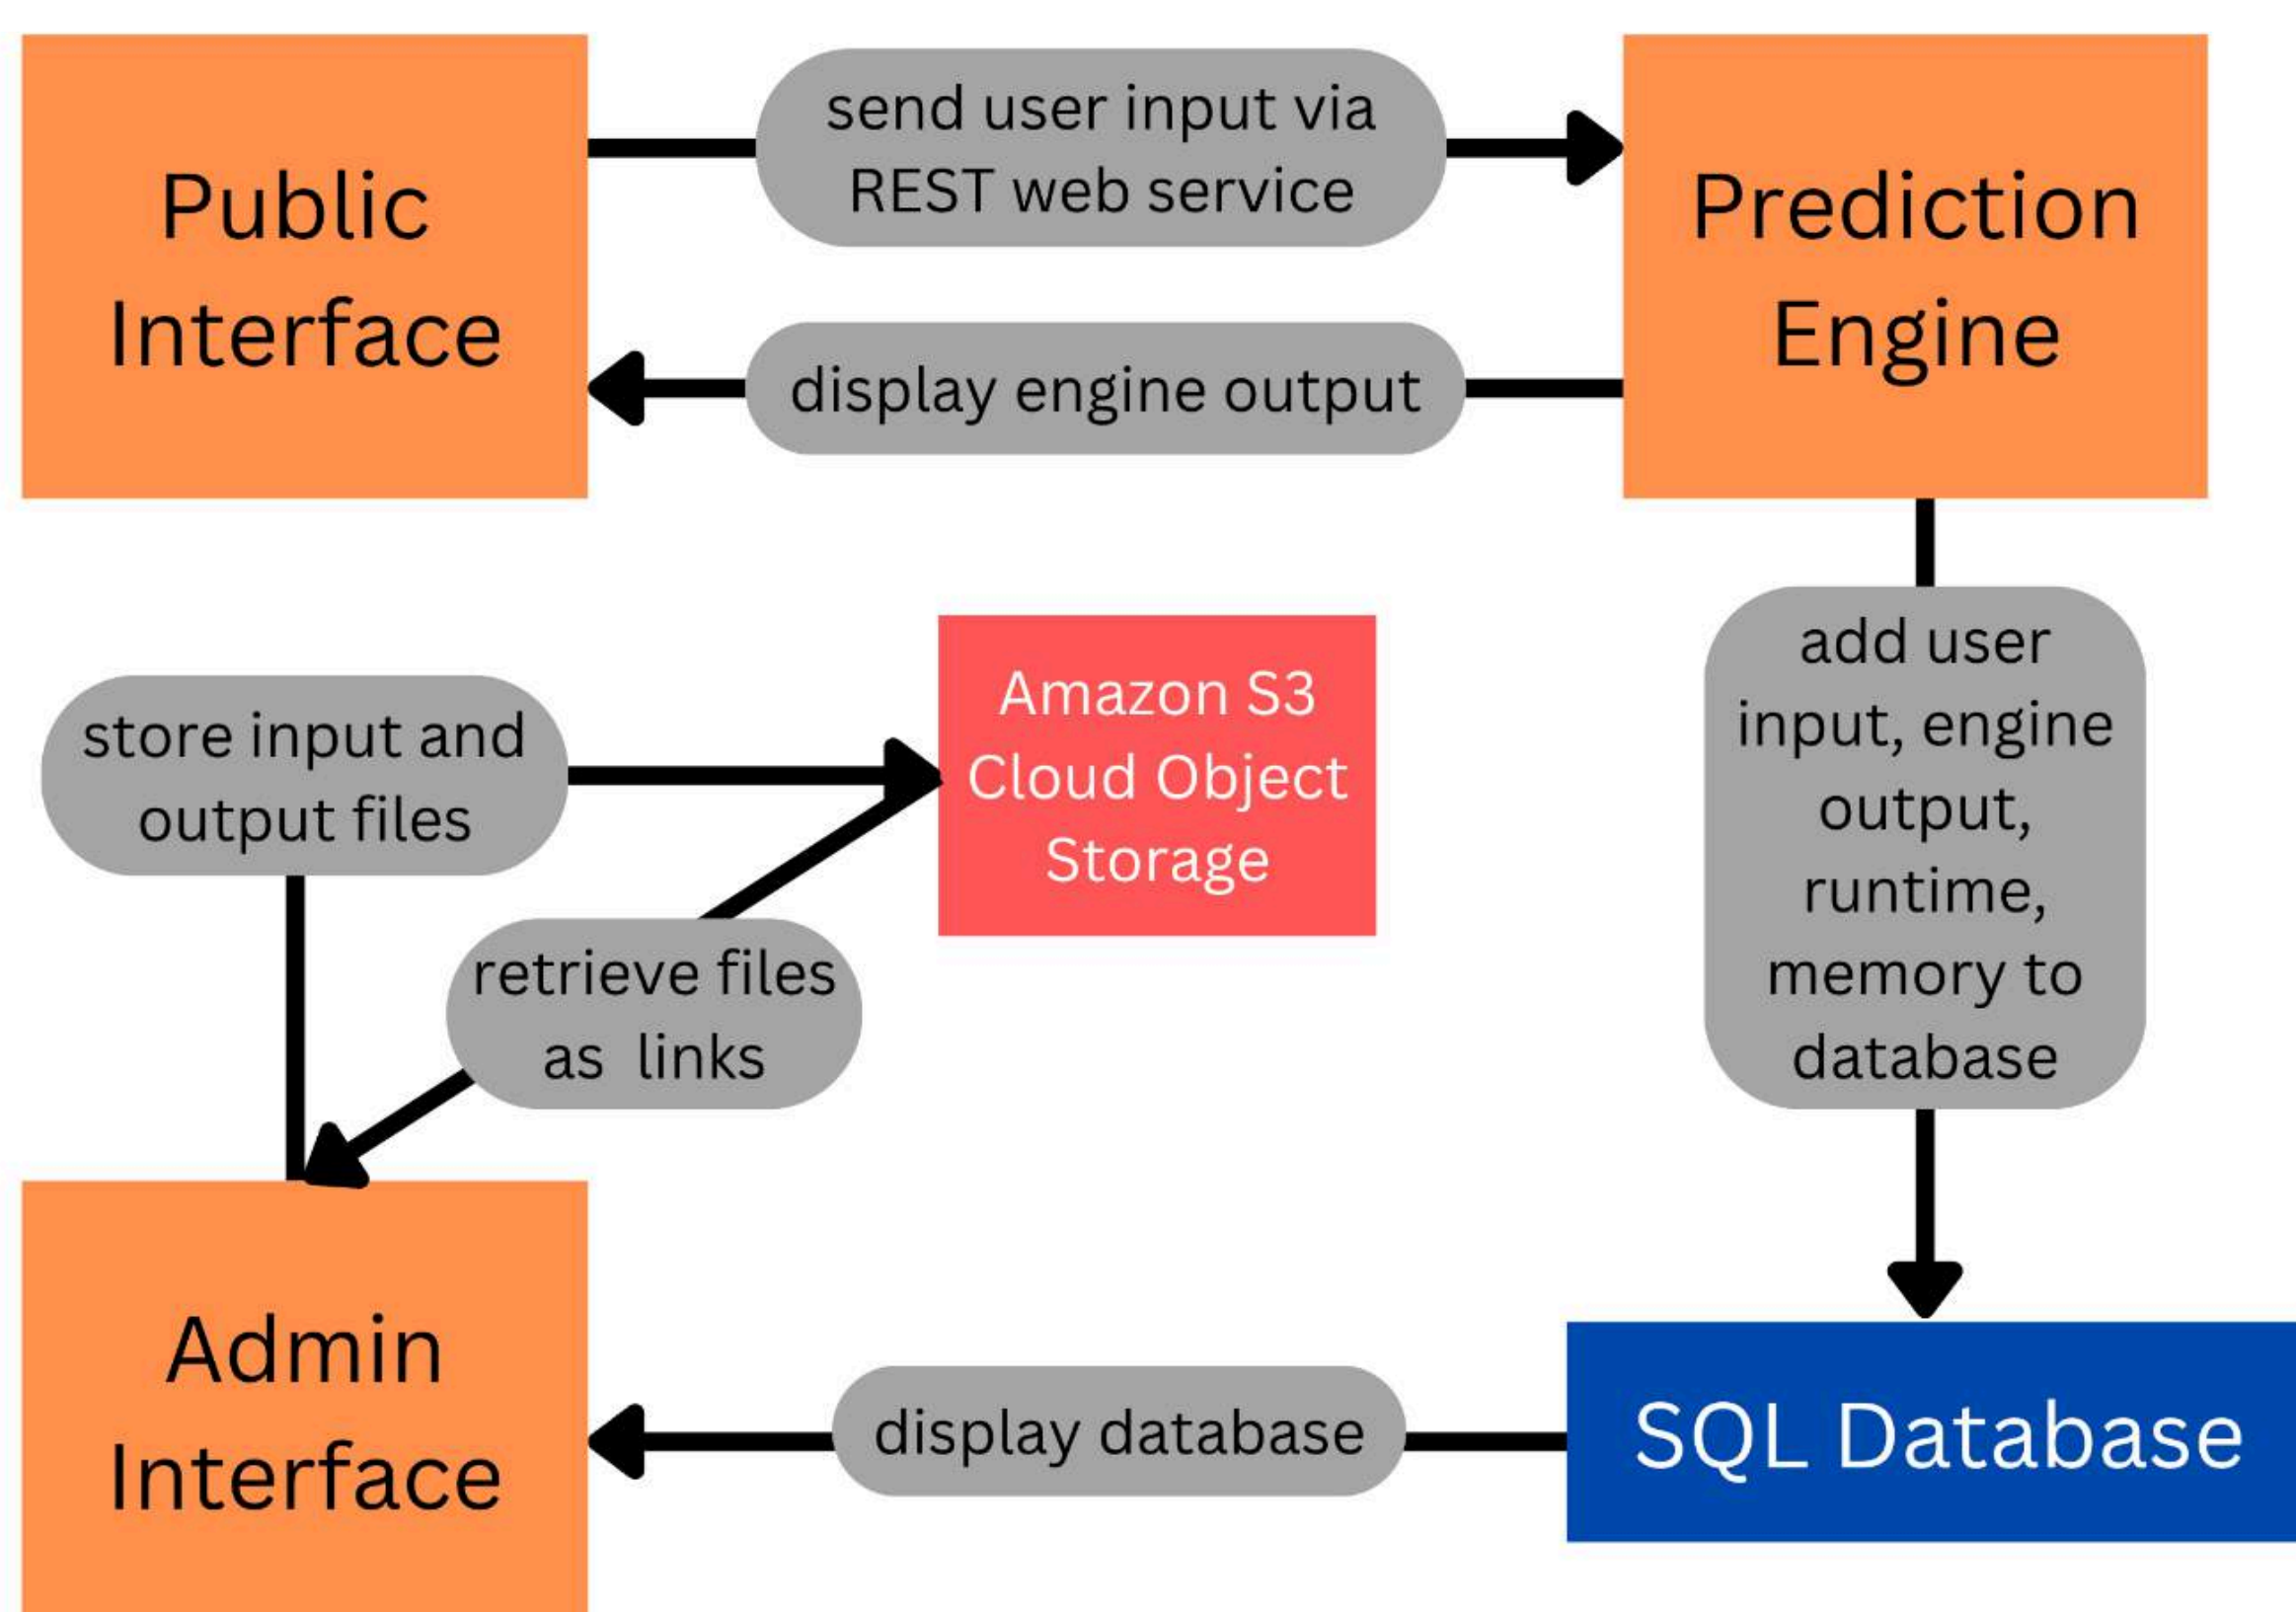 Public
Interface
send user input via
REST web service
Prediction
Engine
display engine output
add user
input, engine
output,
runtime,
memory to
database
Amazon S3
Cloud Object
Storage
store input and
output files
retrieve files
as links
Admin
Interface
display database
SQL Database